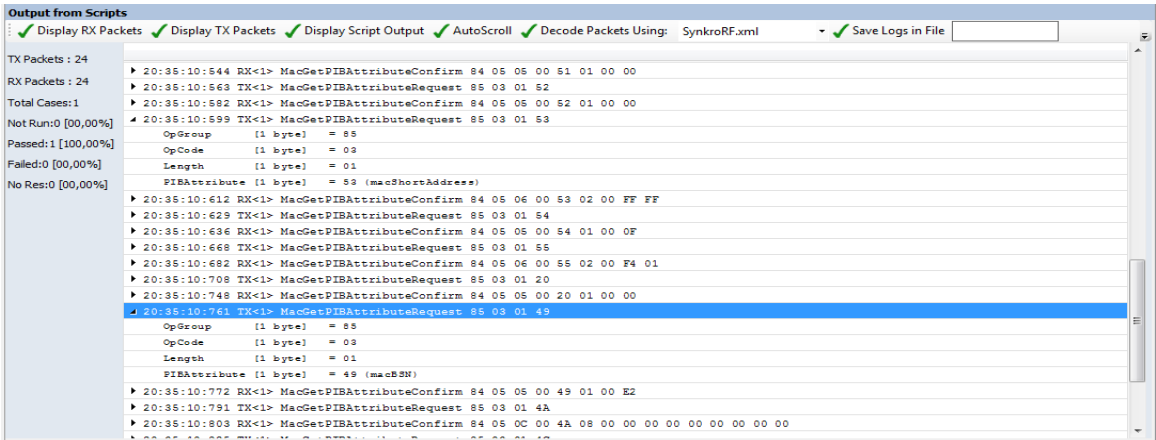 Output from Scripts
Display RX Packets Display TX Packets Display Script Output AutoScroll Decode Packets Using: SynkroRF.xml Save Logs in File
TX Packets : 24
RX Packets : 24
Total Cases:1
Not Run:0 [00,00%]
Passed:1 [100,00%]
Failed:0 [00,00%]
No Res:0 [00,00%]
20:35:10:544 RX<1> MacGetPIBAttributeConfirm 84 05 05 00 51 01 00 00
20:35:10:563 TX<1> MacGetPIBAttributeRequest 85 03 01 52
20:35:10:582 RX<1> MacGetPIBAttributeConfirm 84 05 05 00 52 01 00 00
20:35:10:599 TX<1> MacGetPIBAttributeRequest 85 03 01 53
OpGroup [1 byte] = 85
OpCode [1 byte] = 03
Length [1 byte] = 01
PIBAttribute [1 byte] = 53 (macShortAddress)
20:35:10:612 RX<1> MacGetPIBAttributeConfirm 84 05 06 00 53 02 00 FF FF
20:35:10:629 TX<1> MacGetPIBAttributeRequest 85 03 01 54
20:35:10:636 RX<1> MacGetPIBAttributeConfirm 84 05 05 00 54 01 00 0F
20:35:10:668 TX<1> MacGetPIBAttributeRequest 85 03 01 55
20:35:10:682 RX<1> MacGetPIBAttributeConfirm 84 05 06 00 55 02 00 F4 01
20:35:10:708 TX<1> MacGetPIBAttributeRequest 85 03 01 20
20:35:10:748 RX<1> MacGetPIBAttributeConfirm 84 05 05 00 20 01 00 00
20:35:10:761 TX<1> MacGetPIBAttributeRequest 85 03 01 49
OpGroup [1 byte] = 85
OpCode [1 byte] = 03
Length [1 byte] = 01
PIBAttribute [1 byte] = 49 (macBSN)
20:35:10:772 RX<1> MacGetPIBAttributeConfirm 84 05 05 00 49 01 00 E2
20:35:10:791 TX<1> MacGetPIBAttributeRequest 85 03 01 4A
20:35:10:803 RX<1> MacGetPIBAttributeConfirm 84 05 0C 00 4A 08 00 00 00 00 00 00 00 00 00